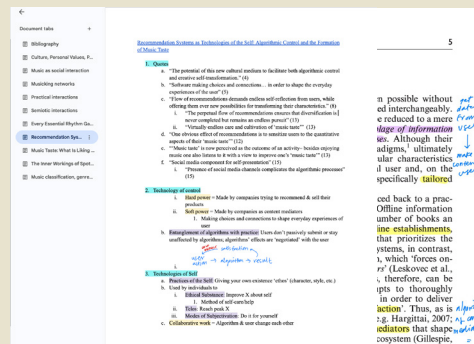 Document tabs +
Bibliography
Culture, Personal Values, P...
Music as social interaction
Musicking networks
Practical interactions
Semiotic interactions
Every Essential Rhythm Ga...
Recommendation Sys...
Music Taste: What Is Liking ...
The Inner Workings of Spot...
Music classification, genre...
Recommendation Systems as Technologies of the Self: Algorithmic Control and the Formation
of Music Taste
1. Quotes
a. "The potential of this new cultural medium to facilitate both algorithmic control
and creative self-transformation." (4)
b. "Software making choices and connections... in order to shape the everyday
experiences of the user" (5)
c. "Flow of recommendations demands endless self-reflection from users, while
offering them ever new possibilities for transforming their characteristics." (8)
i. "The perpetual flow of recommendations ensures that diversification is
never completed but remains an endless pursuit" (13)
ii. "Virtually endless care and cultivation of 'music taste'" (13)
d. "One obvious effect of recommendations is to sensitize users to the quantitative
aspects of their 'music taste'" (12)
e. "'Music taste' is now perceived as the outcome of an activity- besides enjoying
music one also listens to it with a view to improve one's 'music taste'" (13)
f. "Social media component for self-presentation" (15)
i. "Presence of social media channels complicates the algorithmic processes"
(15)
2. Technology of control
i. Hard power = Made by companies trying to recommend & sell their
products
ii. Soft power = Made by companies as content mediators
1. Making choices and connections to shape everyday experiences of
user
b. Entanglement of algorithms with practice: Users don't passively submit or stay
unaffected by algorithms; algorithms' effects are 'negotiated' with the user
user action → algorithm → result
i.
3. Technologies of Self
a. Practices of the Self: Giving your own existence 'ethos' (character, style, etc.)
b. Used by individuals to
i. Ethical Substance: Improve X about self
1. Method of self-care/help
ii. Telos: Reach peak X
iii. Modes of Subjectivation: Do it for yourself
c. Collaborative work = Algorithm & user change each other
5
n possible without
ed interchangeably.
e reduced to a mere
lage of information
es. Although their
adigms,¹ ultimately
ular characteristics
l user and, on the
specifically tailored
ced back to a prac-
Offline information
umber of books an
line establishments,
that prioritizes the
ystems, in contrast,
n, which 'forces on-
rs' (Leskovec et al.,
, therefore, can be
pts to thoroughly
in order to deliver
action'. Thus, as is
e.g. Hargittai, 2007;
ediators that shape
cosystem (Gillespie,